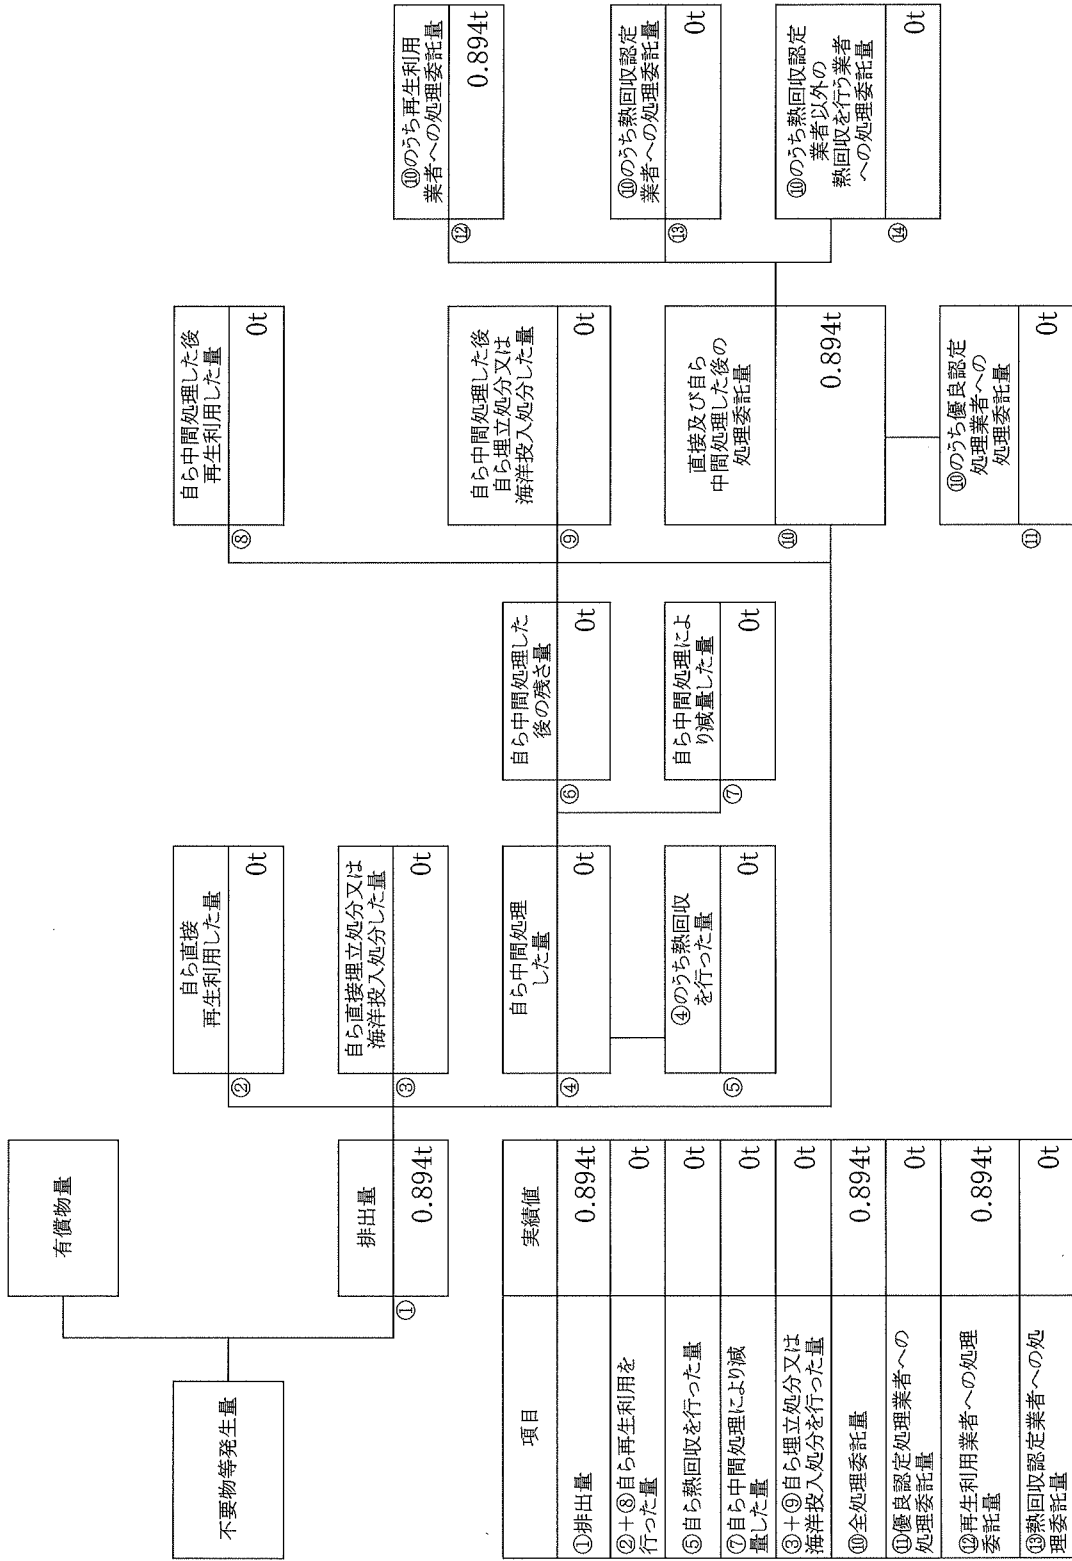 有償物量
不要物等発生量
排出量
①
0.894t
自ら直接
再生利用した量
②
0t
自ら直接埋立処分又は
海洋投入処分した量
③
0t
自ら中間処理
した量
④
0t
④のうち熱回収
を行った量
⑤
0t
自ら中間処理した
後の残さ量
⑥
0t
自ら中間処理によ
り減量した量
⑦
0t
自ら中間処理した後
再生利用した量
⑧
0t
自ら中間処理した後
自ら埋立処分又は
海洋投入処分した量
⑨
0t
直接及び自ら
中間処理した後の
処理委託量
⑩
0.894t
⑩のうち優良認定
処理業者への
処理委託量
⑪
0t
⑩のうち再生利用
業者への処理委託量
⑫
0.894t
⑩のうち熱回収認定
業者への処理委託量
⑬
0t
⑩のうち熱回収認定
業者以外の
熱回収を行う業者
への処理委託量
⑭
0t
項目 実績値
①排出量 0.894t
②+⑧自ら再生利用を
行った量 0t
⑤自ら熱回収を行った量 0t
⑦自ら中間処理により減
量した量 0t
③+⑨自ら埋立処分又は
海洋投入処分を行った量 0t
⑩全処理委託量 0.894t
⑪優良認定処理業者への
処理委託量 0t
⑫再生利用業者への処理
委託量 0.894t
⑬熱回収認定業者への処
理委託量 0t